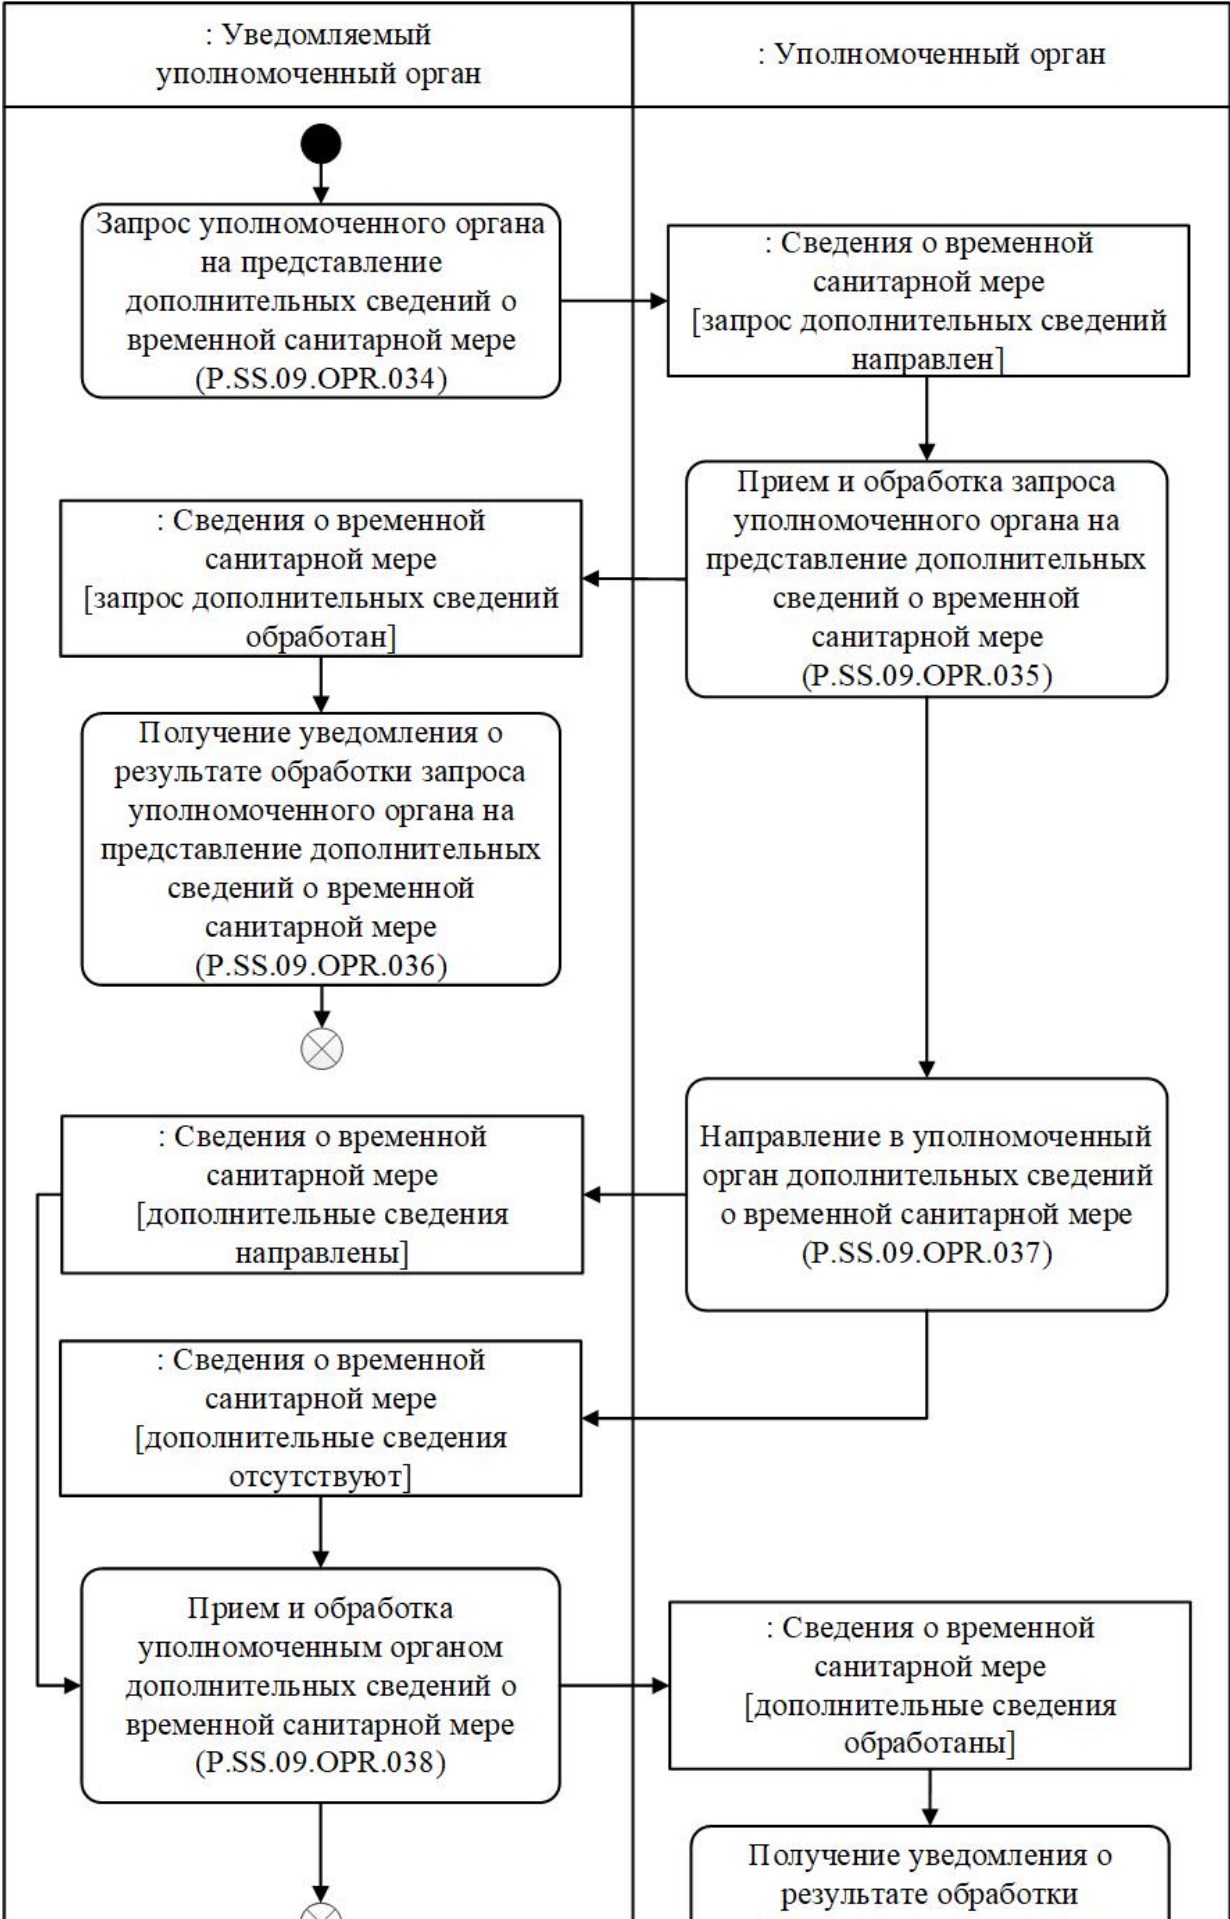 : Уведомляемый
уполномоченный орган
: Уполномоченный орган
Запрос уполномоченного органа
на представление
дополнительных сведений о
временной санитарной мере
(P.SS.09.OPR.034)
: Сведения о временной
санитарной мере
[запрос дополнительных сведений
направлен]
Прием и обработка запроса
уполномоченного органа на
представление дополнительных
сведений о временной
санитарной мере
(P.SS.09.OPR.035)
: Сведения о временной
санитарной мере
[запрос дополнительных сведений
обработан]
Получение уведомления о
результате обработки запроса
уполномоченного органа на
представление дополнительных
сведений о временной
санитарной мере
(P.SS.09.OPR.036)
Направление в уполномоченный
орган дополнительных сведений
о временной санитарной мере
(P.SS.09.OPR.037)
: Сведения о временной
санитарной мере
[дополнительные сведения
направлены]
: Сведения о временной
санитарной мере
[дополнительные сведения
отсутствуют]
Прием и обработка
уполномоченным органом
дополнительных сведений о
временной санитарной мере
(P.SS.09.OPR.038)
: Сведения о временной
санитарной мере
[дополнительные сведения
обработаны]
Получение уведомления о
результате обработки